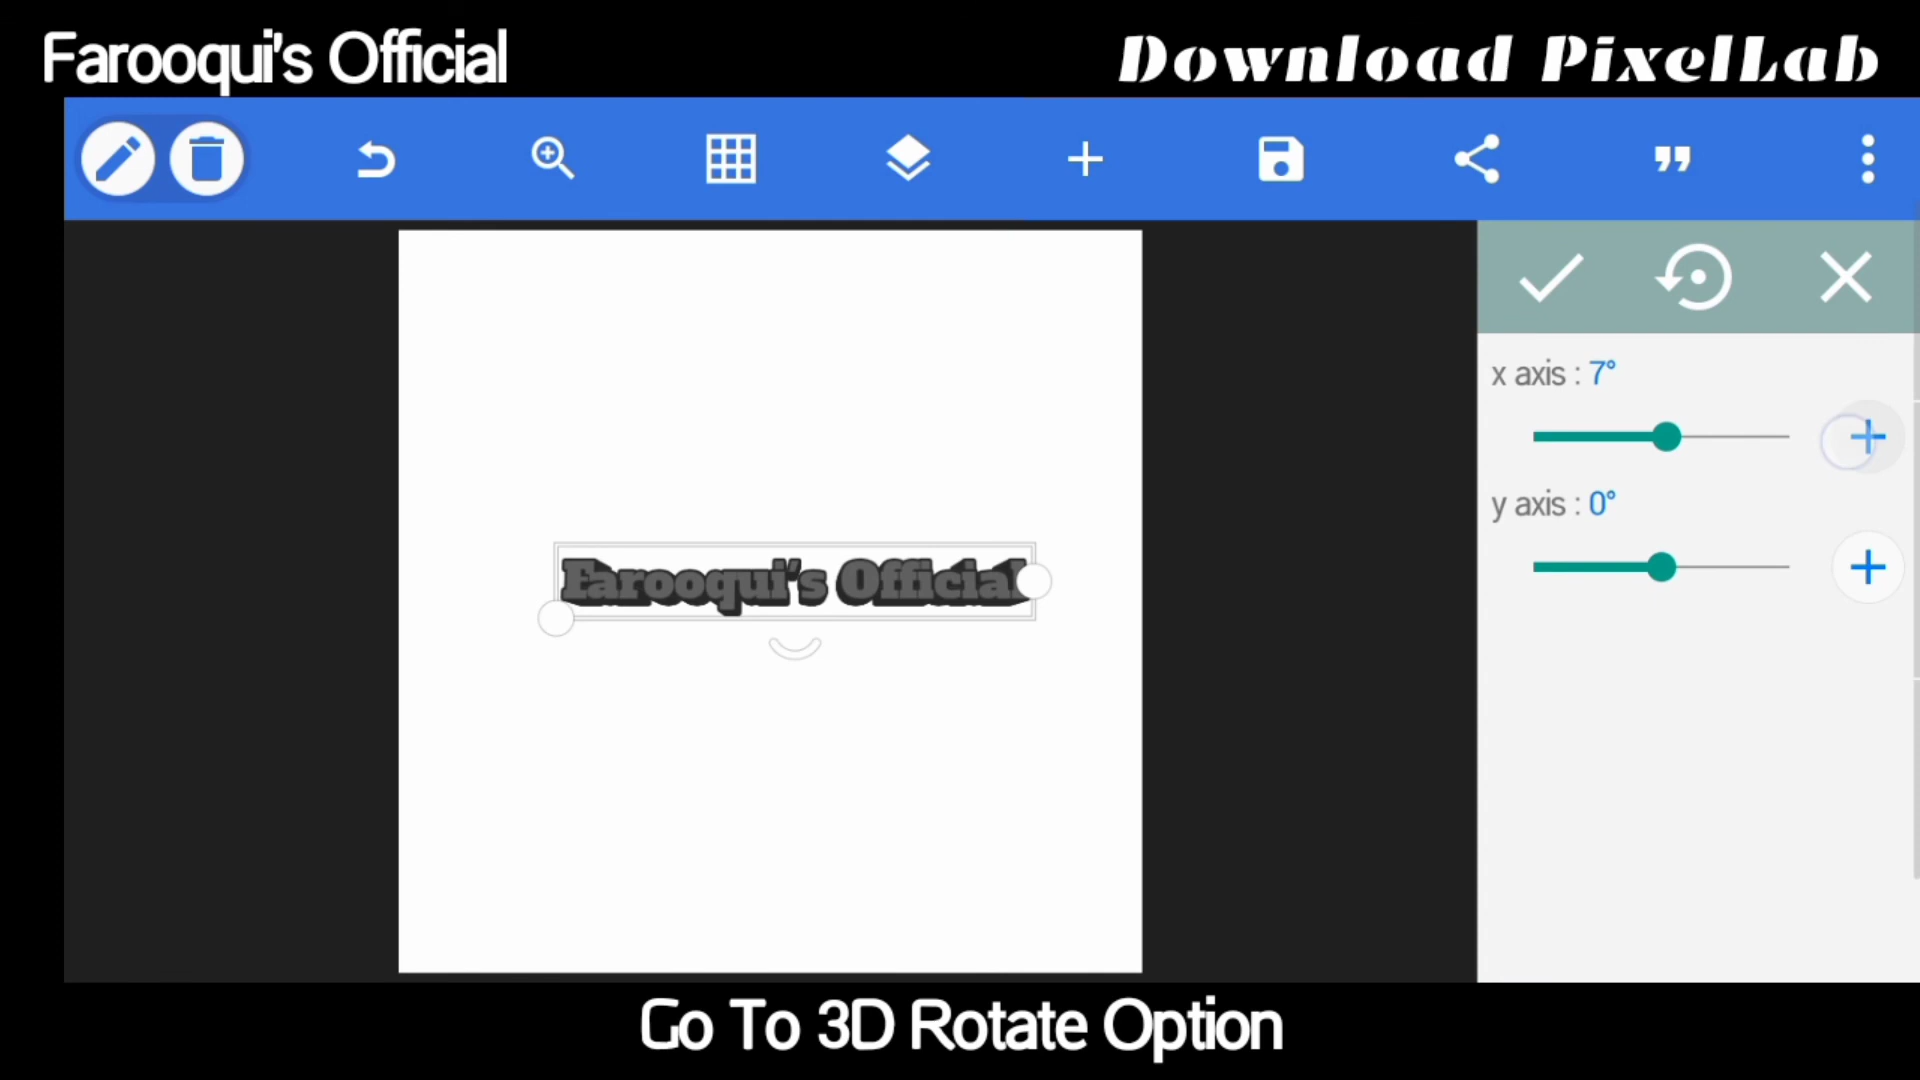 Farooqui's Official
Download PixelLab
x axis : 7°
y axis : 0°
Farooqui's Official
Go To 3D Rotate Option